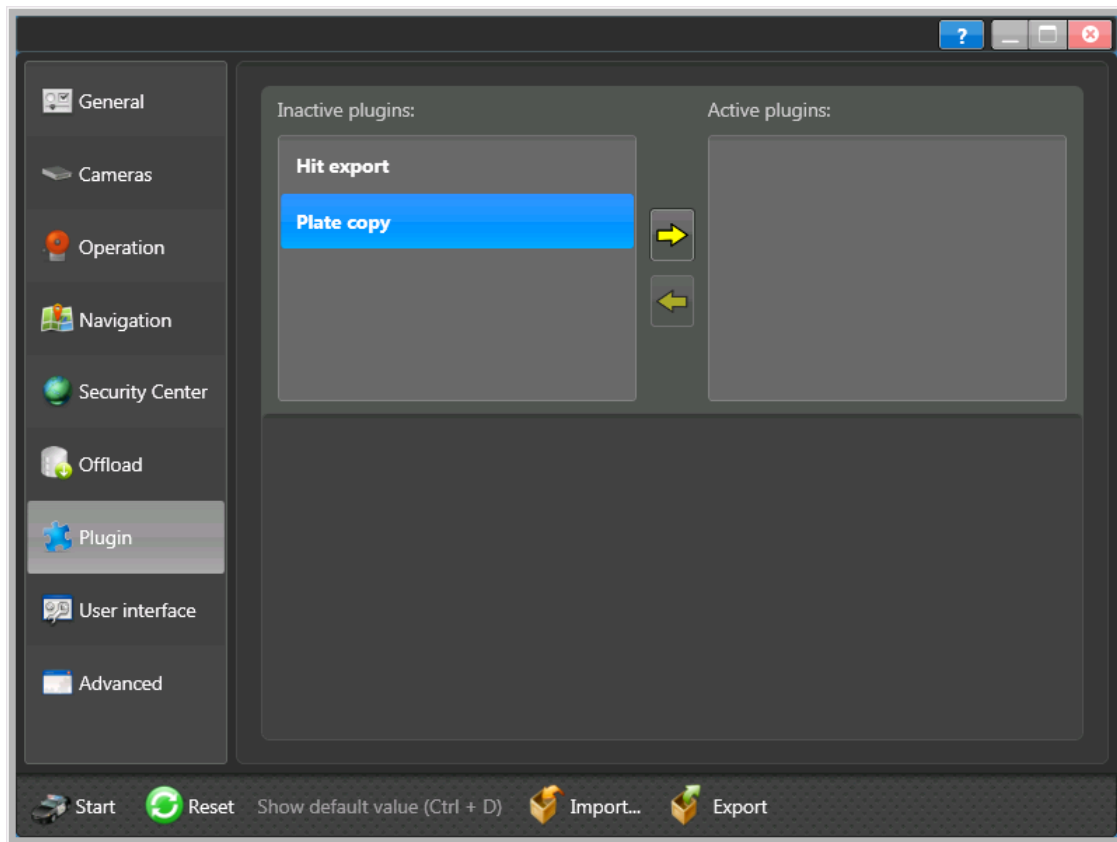 ?
General
Cameras
Operation
Navigation
Security Center
Offload
Plugin
User interface
Advanced
Inactive plugins:
Hit export
Plate copy
Active plugins:
Start Reset Show default value (Ctrl + D) Import... Export